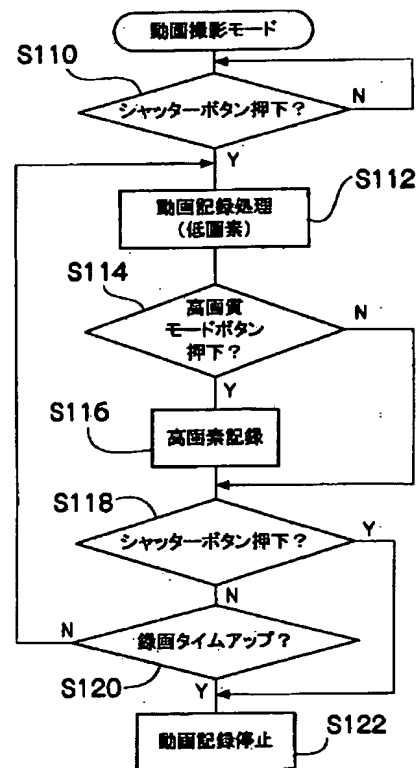 動画撮影モード
S110
シャッターボタン押下?
N
Y
S112
動画記録処理
(低画素)
S114
高画質
モードボタン
押下?
N
Y
S116
高画素記録
S118
シャッターボタン押下?
Y
N
録画タイムアップ?
N
S120
Y
S122
動画記録停止